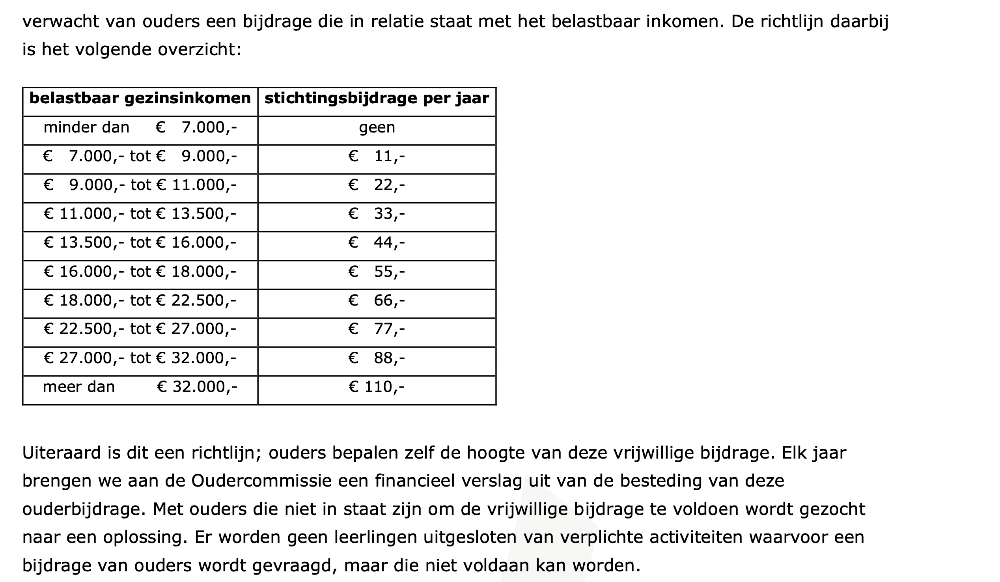 verwacht van ouders een bijdrage die in relatie staat met het belastbaar inkomen. De richtlijn daarbij
is het volgende overzicht:
belastbaar gezinsinkomen stichtingsbijdrage per jaar
minder dan € 7.000,- geen
€ 7.000,- tot € 9.000,- € 11,-
€ 9.000,- tot € 11.000,- € 22,-
€ 11.000,- tot € 13.500,- € 33,-
€ 13.500,- tot € 16.000,- € 44,-
€ 16.000,- tot € 18.000,- € 55,-
€ 18.000,- tot € 22.500,- € 66,-
€ 22.500,- tot € 27.000,- € 77,-
€ 27.000,- tot € 32.000,- € 88,-
meer dan € 32.000,- € 110,-
Uiteraard is dit een richtlijn; ouders bepalen zelf de hoogte van deze vrijwillige bijdrage. Elk jaar
brengen we aan de Oudercommissie een financieel verslag uit van de besteding van deze
ouderbijdrage. Met ouders die niet in staat zijn om de vrijwillige bijdrage te voldoen wordt gezocht
naar een oplossing. Er worden geen leerlingen uitgesloten van verplichte activiteiten waarvoor een
bijdrage van ouders wordt gevraagd, maar die niet voldaan kan worden.